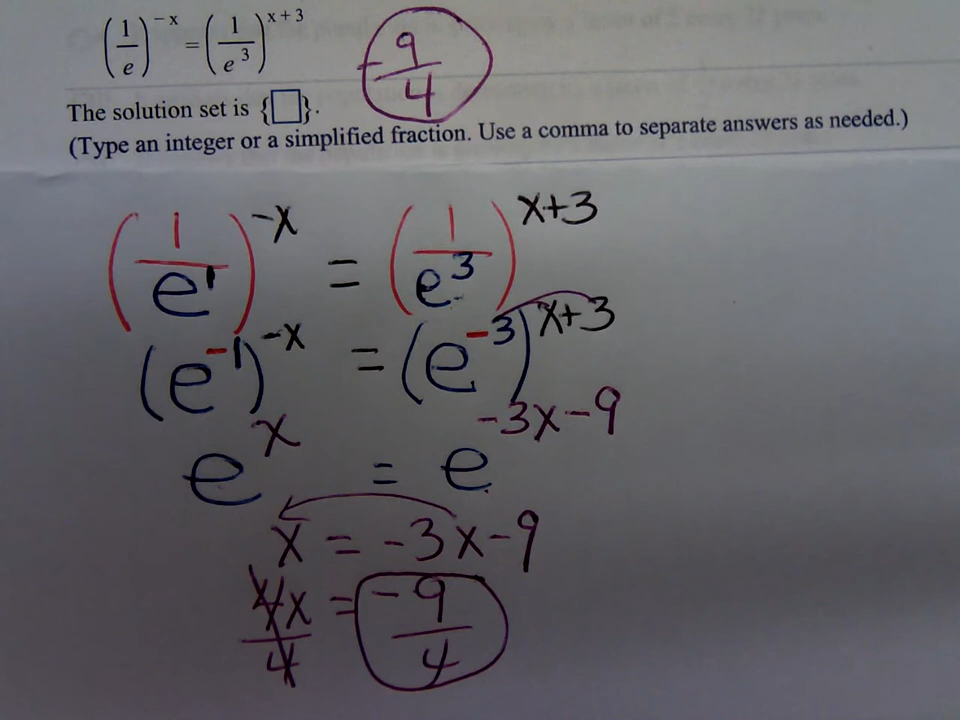 (1/e)^-x = (1/e^3)^x+3
-9/4
The solution set is {□}.
(Type an integer or a simplified fraction. Use a comma to separate answers as needed.)
(1/e^1)^-x = (1/e^3)^x+3
(e^-1)^-x = (e^-3)^x+3
e^x = e^-3x-9
x = -3x-9
4x/4 = -9/4